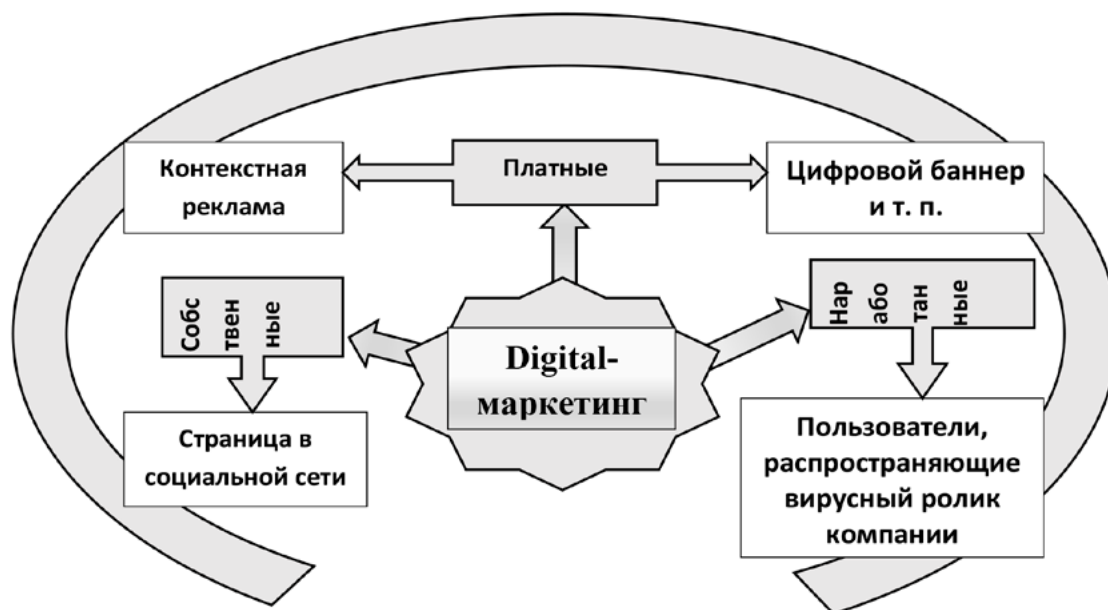 Контекстная
реклама
Платные
Цифровой баннер
и т. п.
Собс
твен
ные
Нар
або
тан
ные
Digital-
маркетинг
Страница в
социальной сети
Пользователи,
распространяющие
вирусный ролик
компании